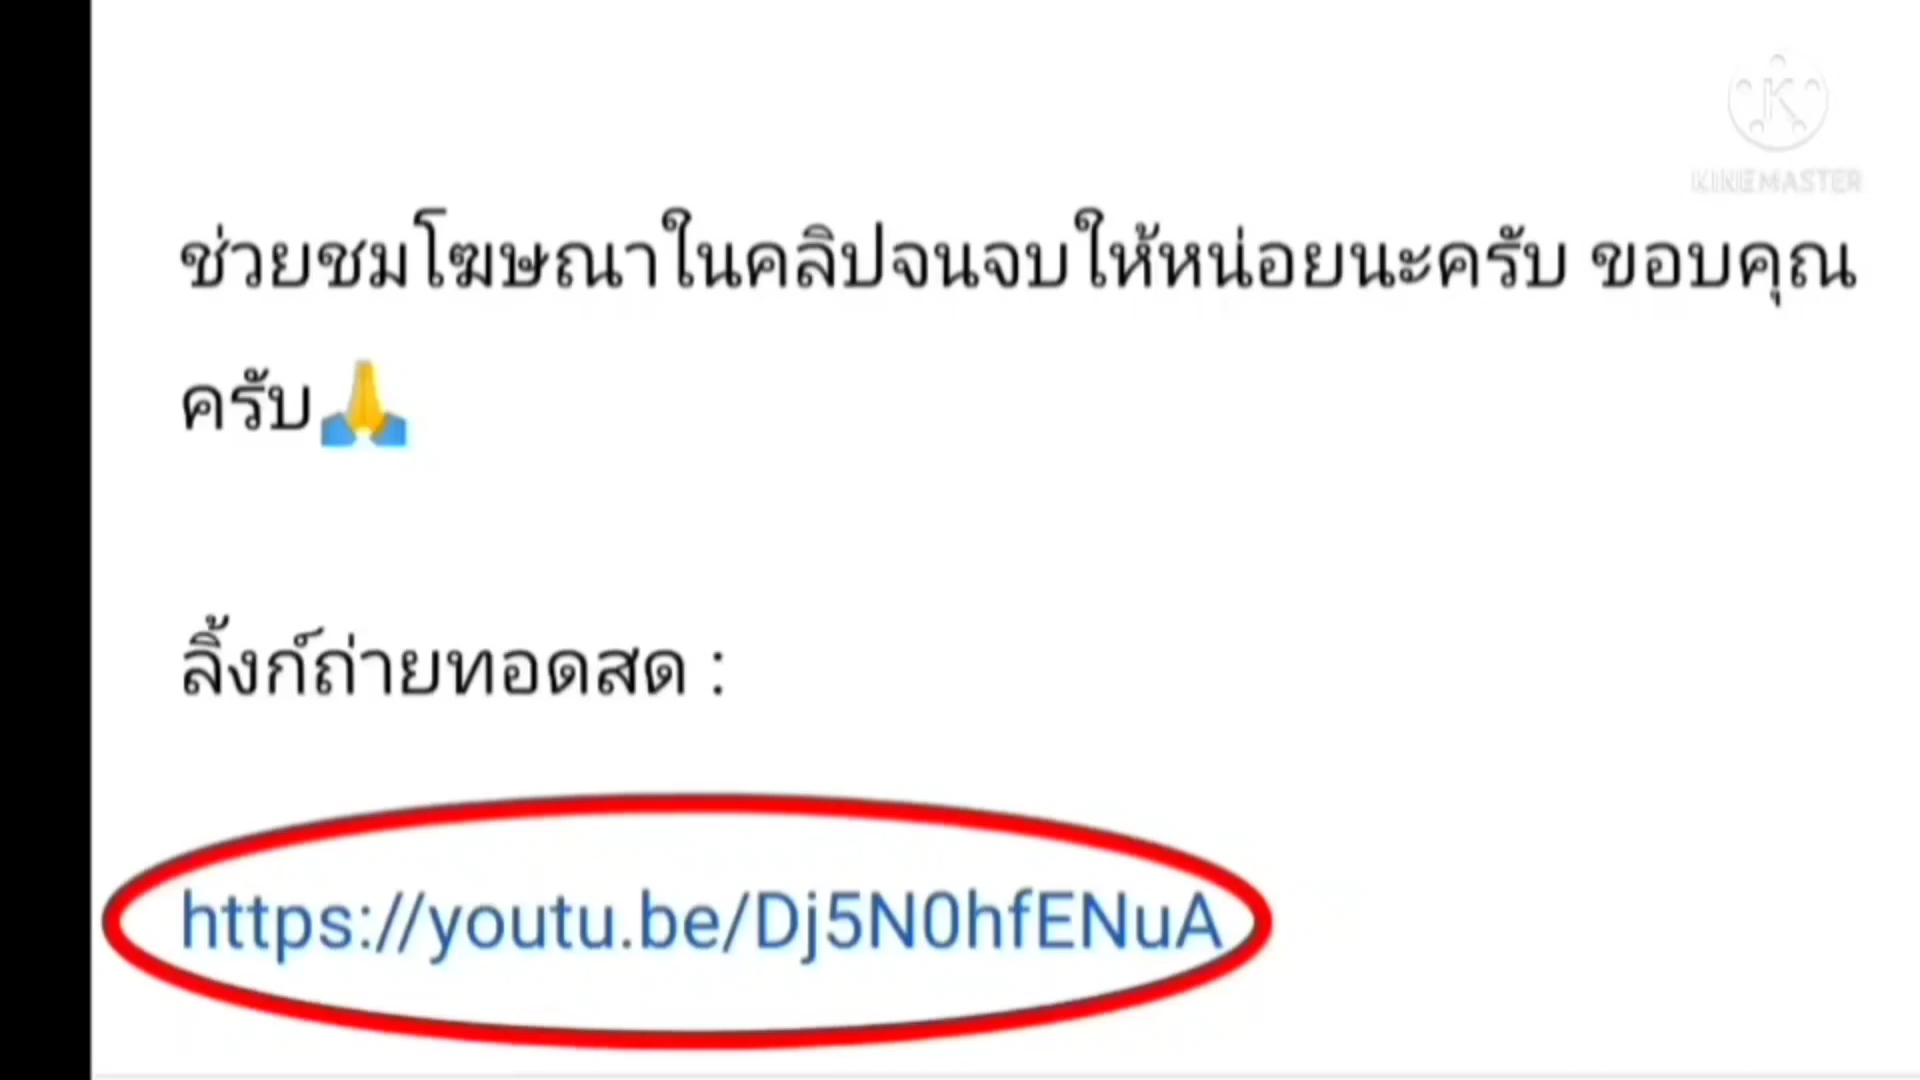 KINEMASTER
ช่วยชมโฆษณาในคลิปจนจบให้หน่อยนะครับ ขอบคุณ
ครับ🙏
ลิ้งก์ถ่ายทอดสด :
https://youtu.be/Dj5N0hfENuA